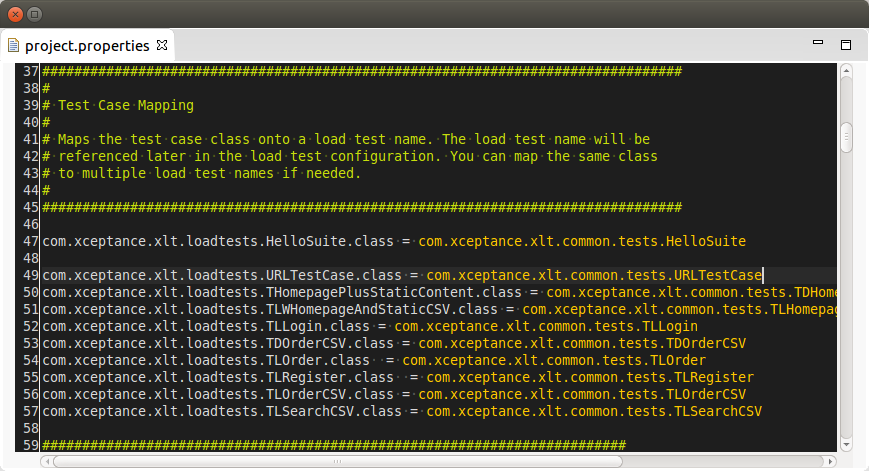 project.properties
37 ################################################################################
38 #
39 # Test Case Mapping
40 #
41 # Maps the test case class onto a load test name. The load test name will be
42 # referenced later in the load test configuration. You can map the same class
43 # to multiple load test names if needed.
44 #
45 ################################################################################
46
47 com.xceptance.xlt.loadtests.HelloSuite.class = com.xceptance.xlt.common.tests.HelloSuite
48
49 com.xceptance.xlt.loadtests.URLTestCase.class = com.xceptance.xlt.common.tests.URLTestCase
50 com.xceptance.xlt.loadtests.THomepagePlusStaticContent.class = com.xceptance.xlt.common.tests.TDHome
51 com.xceptance.xlt.loadtests.TLWHomepageAndStaticCSV.class = com.xceptance.xlt.common.tests.TLHomepag
52 com.xceptance.xlt.loadtests.TLLogin.class = com.xceptance.xlt.common.tests.TLLogin
53 com.xceptance.xlt.loadtests.TDOrderCSV.class = com.xceptance.xlt.common.tests.TDOrderCSV
54 com.xceptance.xlt.loadtests.TLOrder.class  = com.xceptance.xlt.common.tests.TLOrder
55 com.xceptance.xlt.loadtests.TLRegister.class  = com.xceptance.xlt.common.tests.TLRegister
56 com.xceptance.xlt.loadtests.TLOrderCSV.class = com.xceptance.xlt.common.tests.TLOrderCSV
57 com.xceptance.xlt.loadtests.TLSearchCSV.class = com.xceptance.xlt.common.tests.TLSearchCSV
58
59 #########################################################################